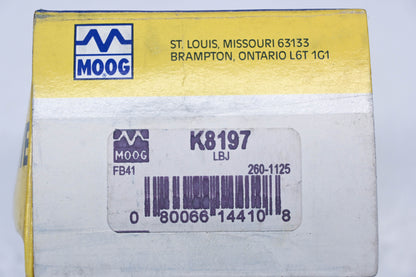 MOOG
ST. LOUIS, MISSOURI 63133
BRAMPTON, ONTARIO L6T 1G1
MOOG
K8197
LBJ
FB41
260-1125
0 80066 14410 8